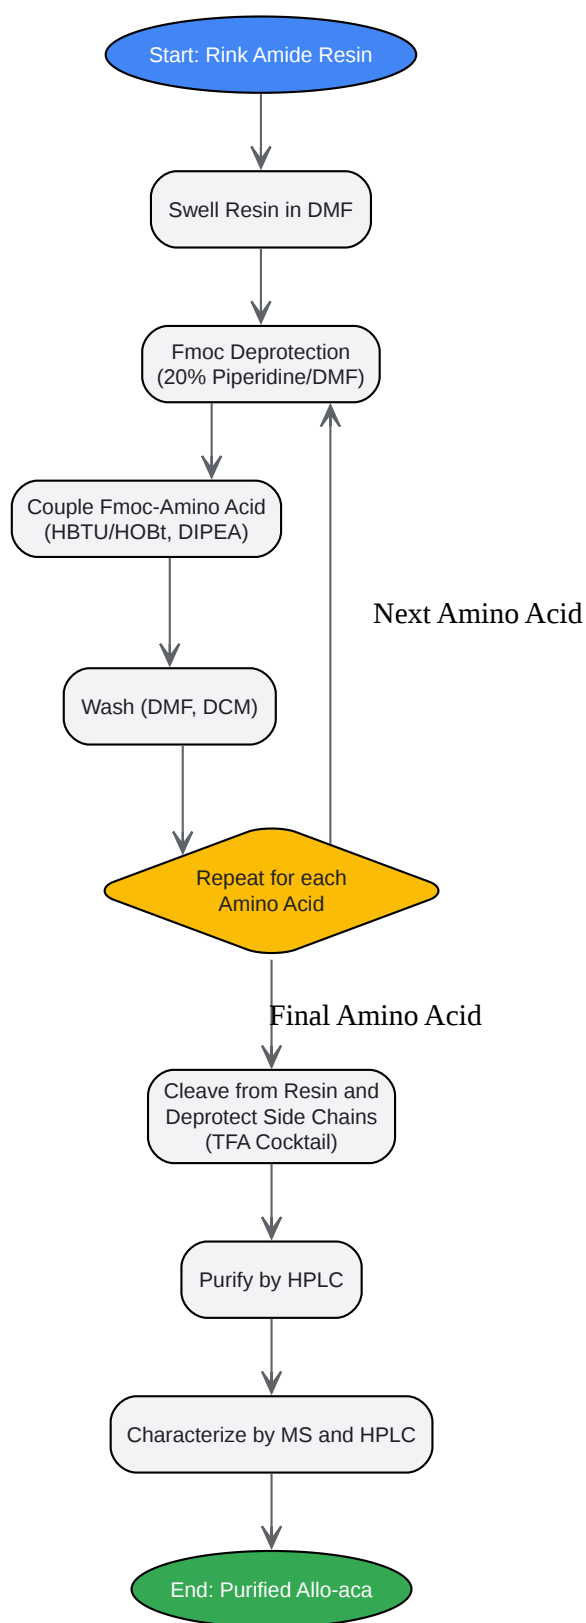 Start: Rink Amide Resin
Swell Resin in DMF
Fmoc Deprotection
(20% Piperidine/DMF)
Couple Fmoc-Amino Acid
(HBTU/HOBt, DIPEA)
Next Amino Acid
Wash (DMF, DCM)
Repeat for each
Amino Acid
Final Amino Acid
Cleave from Resin and
Deprotect Side Chains
(TFA Cocktail)
Purify by HPLC
Characterize by MS and HPLC
End: Purified Allo-aca